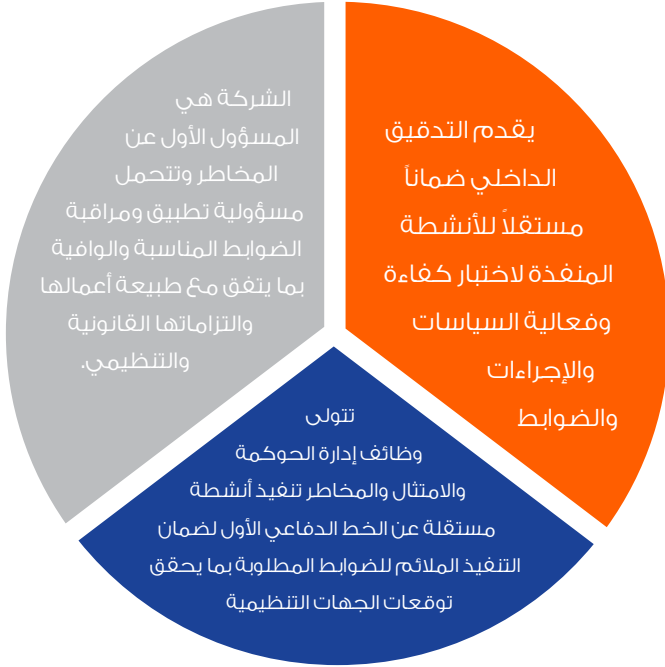 يقدم التدقيق
الداخلي ضماناً
مستقلاً للأنشطة
المنفذة لاختبار كفاءة
وفعالية السياسات
والإجراءات
والضوابط
الشركة هي
المسؤول الأول عن
المخاطر وتتحمل
مسؤولية تطبيق ومراقبة
الضوابط المناسبة والوافية
بما يتفق مع طبيعة أعمالها
والتزاماتها القانونية
والتنظيمي.
تتولى
وظائف إدارة الحوكمة
والامتثال والمخاطر تنفيذ أنشطة
مستقلة عن الخط الدفاعي الأول لضمان
التنفيذ الملائم للضوابط المطلوبة بما يحقق
توقعات الجهات التنظيمية